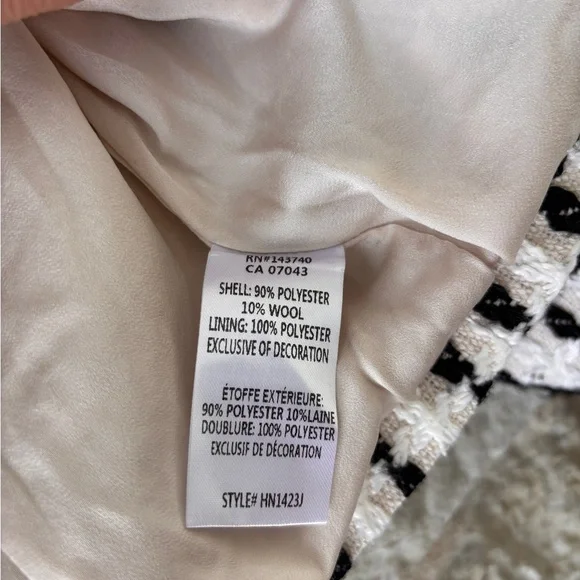 RN#143740
CA 07043
SHELL: 90% POLYESTER
10% WOOL
LINING: 100% POLYESTER
EXCLUSIVE OF DECORATION
ÉTOFFE EXTÉRIEURE:
90% POLYESTER 10%LAINE
DOUBLURE:100% POLYESTER
EXCLUSIF DE DÉCORATION
STYLE# HN1423J